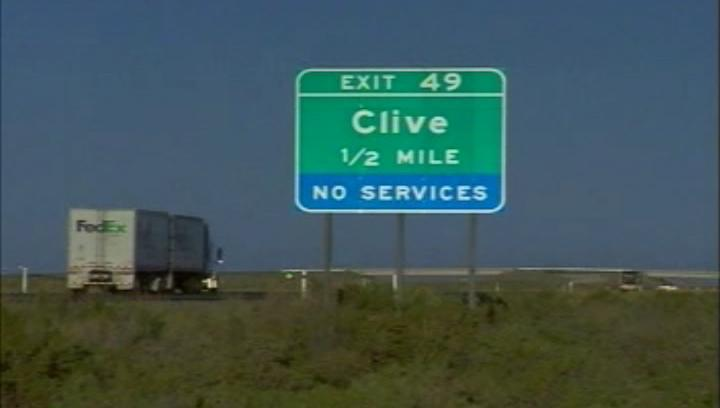 EXIT 49
Clive
1/2 MILE
NO SERVICES
FedEx